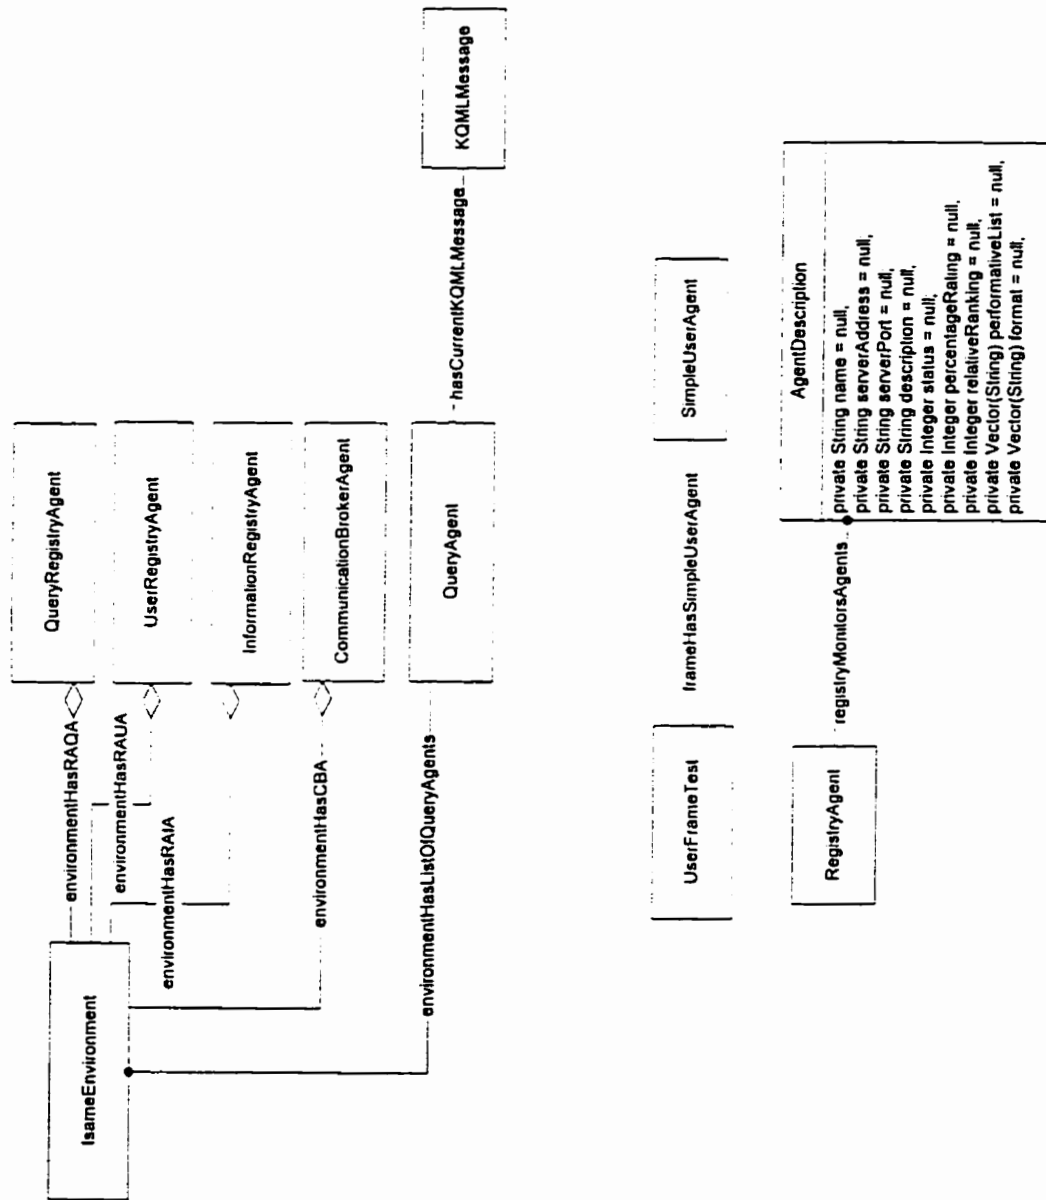 IsameEnvironment
environmentHasRAQA
environmentHasRAUA
environmentHasRAIA
environmentHasCBA
environmentHasListOfQueryAgents
QueryRegistryAgent
UserRegistryAgent
InformationRegistryAgent
CommunicationBrokerAgent
QueryAgent
hasCurrentKQMLMessage
KQMLMessage
UserFrameTest
frameHasSimpleUserAgent
SimpleUserAgent
RegistryAgent
registryMonitorsAgents
AgentDescription
private String name = null,
private String serverAddress = null,
private String serverPort = null,
private String description = null,
private Integer status = null,
private Integer percentageRating = null,
private Integer relativeRanking = null,
private Vector(String) performativeList = null,
private Vector(String) format = null,